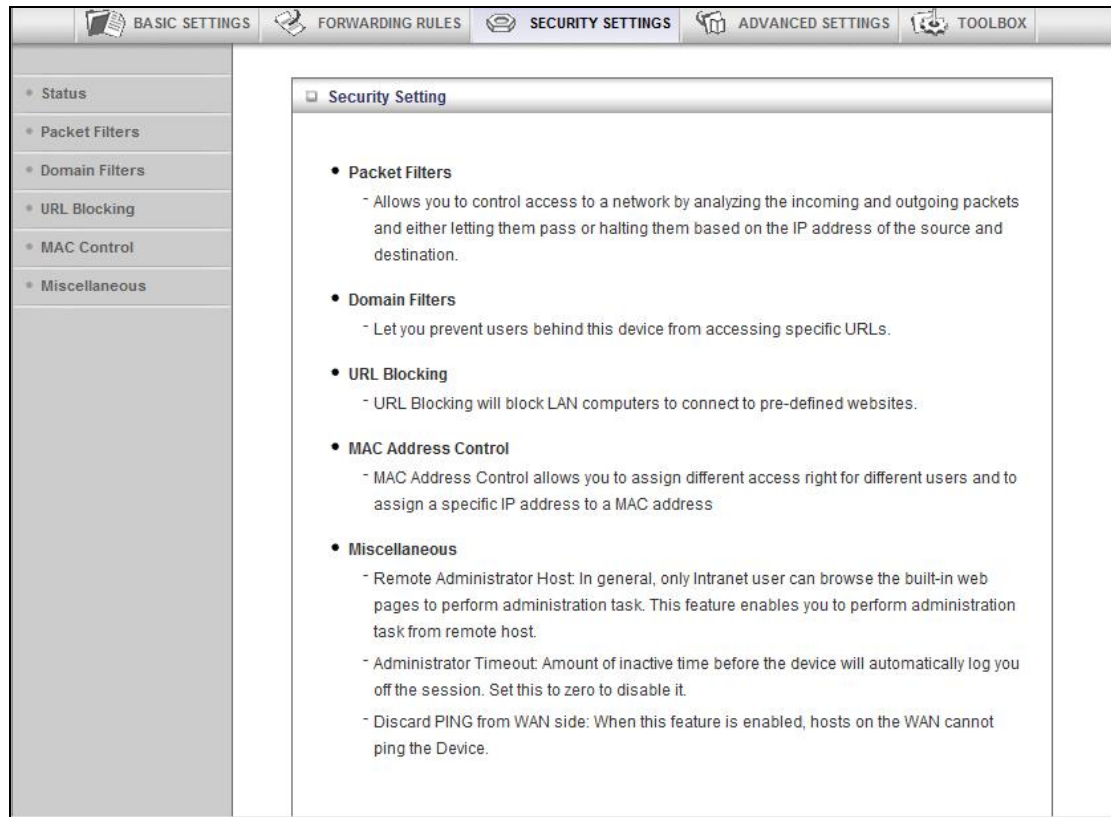 BASIC SETTINGS
FORWARDING RULES
SECURITY SETTINGS
ADVANCED SETTINGS
TOOLBOX
Status
Packet Filters
Domain Filters
URL Blocking
MAC Control
Miscellaneous
Security Setting
Packet Filters
- Allows you to control access to a network by analyzing the incoming and outgoing packets
and either letting them pass or halting them based on the IP address of the source and
destination.
Domain Filters
- Let you prevent users behind this device from accessing specific URLs.
URL Blocking
- URL Blocking will block LAN computers to connect to pre-defined websites.
MAC Address Control
- MAC Address Control allows you to assign different access right for different users and to
assign a specific IP address to a MAC address
Miscellaneous
- Remote Administrator Host: In general, only Intranet user can browse the built-in web
pages to perform administration task. This feature enables you to perform administration
task from remote host.
- Administrator Timeout: Amount of inactive time before the device will automatically log you
off the session. Set this to zero to disable it.
- Discard PING from WAN side: When this feature is enabled, hosts on the WAN cannot
ping the Device.